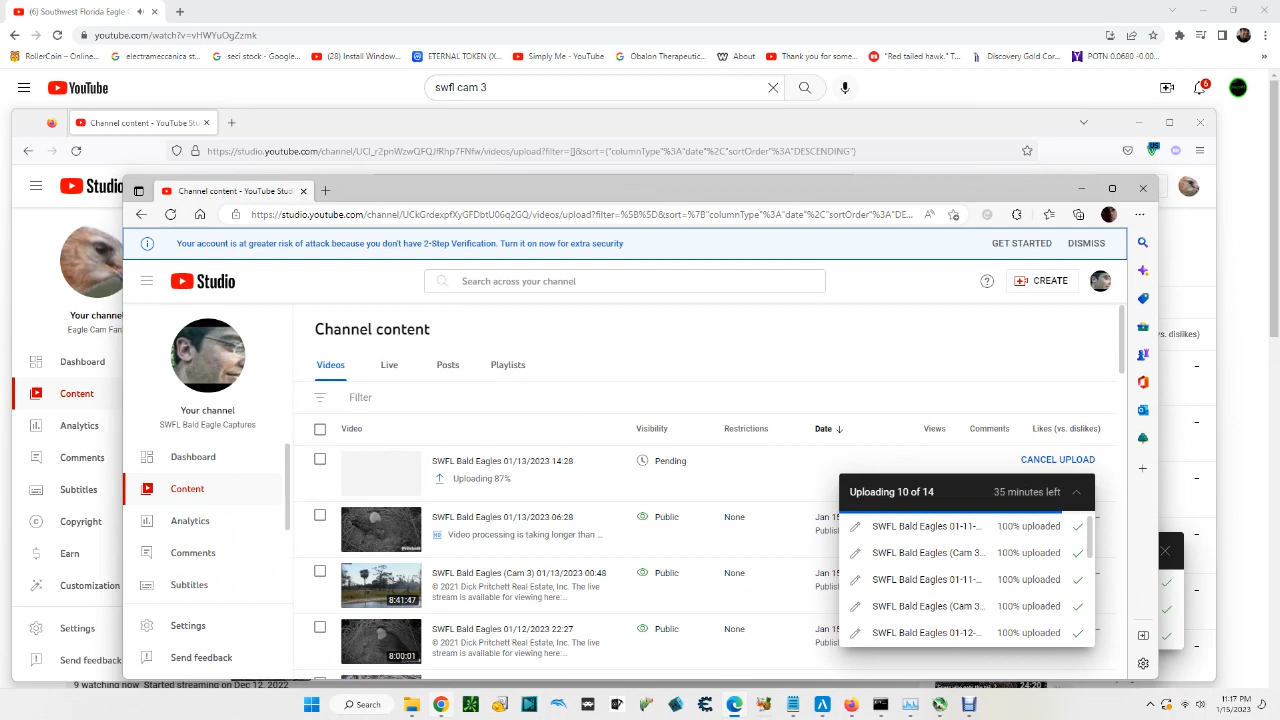 (6) Southwest Florida Eagle C
youtube.com/watch?v=vHWYuOgZzmk
RollerCoin – Online...
electrameccanica st...
seci stock - Google...
(28) Install Window...
ETERNAL TOKEN (X...
Simply Me - YouTube
Obalon Therapeutic...
About
Thank you for some...
"Red tailed hawk."...
Discovery Gold Cor...
POTN 0.0680 -0.0...
»
YouTube
swfl cam 3
6
Channel content - YouTube Stu
https://studio.youtube.com/channel/UCI_r2pnWzwQFQJfRhp7FNfw/videos/upload?filter=[]&sort={"columnType"%3A"date"%2C"sortOrder"%3A"DESCENDING"}
Studio
Channel content - YouTube Stud
https://studio.youtube.com/channel/UCkGrdexpfXyGFDlxtU06q2GQ/videos/upload?filter=%5B%5D&sort=%7B"columnType"%3A"date"%2C"sortOrder"%3A"DE...
Your account is at greater risk of attack because you don't have 2-Step Verification. Turn it on now for extra security
GET STARTED
DISMISS
Studio
Search across your channel
CREATE
Your chann
Eagle Cam Fan
Dashboard
Content
Analytics
Comments
Subtitles
Copyright
Earn
Customization
Settings
Send feedback
Your channel
SWFL Bald Eagle Captures
Dashboard
Content
Analytics
Comments
Subtitles
Settings
Send feedback
Channel content
Videos
Live
Posts
Playlists
Filter
Video
Visibility
Restrictions
Date
Views
Comments
Likes (vs. dislikes)
SWFL Bald Eagles 01/13/2023 14:28
Uploading 87%
Pending
CANCEL UPLOAD
SWFL Bald Eagles 01/13/2023 06:28
Video processing is taking longer than ...
Public
None
Jan 15
Publist
8:41:47
SWFL Bald Eagles (Cam 3) 01/13/2023 00:48
© 2021 Dick Pritchett Real Estate, Inc. The live
stream is available for viewing here:...
Public
None
Jan 15
Publist
8:00:01
SWFL Bald Eagles 01/12/2023 22:27
© 2021 Dick Pritchett Real Estate, Inc. The live
stream is available for viewing here:...
Public
None
Jan 15
Publist
Uploading 10 of 14
35 minutes left
SWFL Bald Eagles 01-11-...
100% uploaded
SWFL Bald Eagles (Cam 3...
100% uploaded
SWFL Bald Eagles 01-11-...
100% uploaded
SWFL Bald Eagles (Cam 3...
100% uploaded
SWFL Bald Eagles 01-12-...
100% uploaded
vs. dislikes)
9 watching now Started streaming on Dec 12, 2022
24:20
Search
11:17 PM
1/15/2023